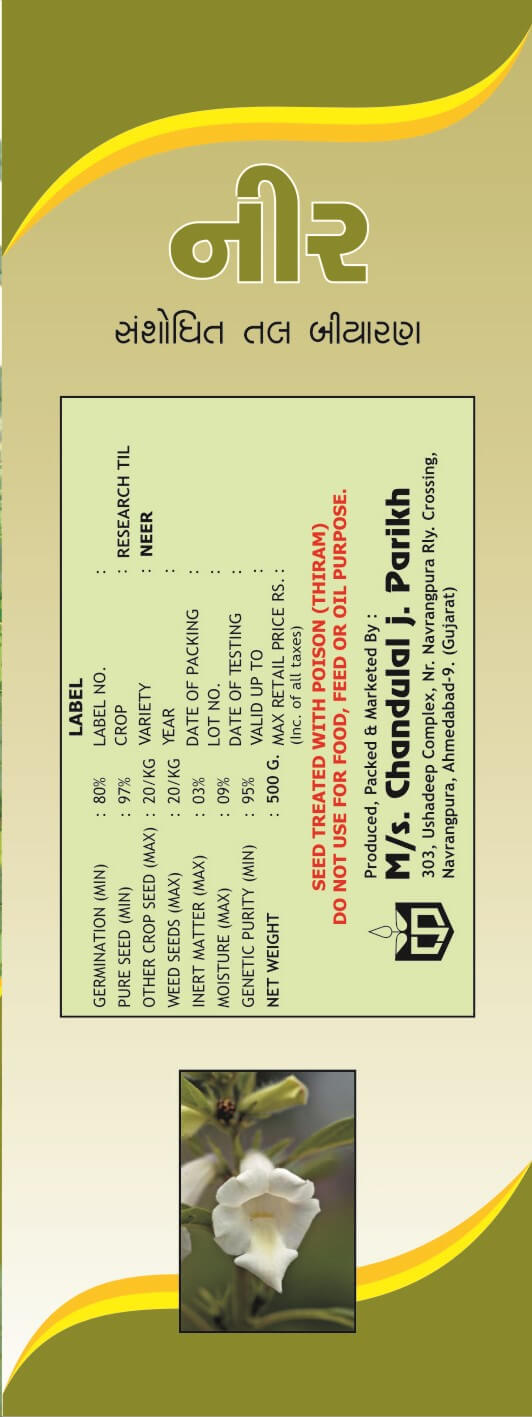 નીર
સંશોધિત તલ બીયારણ
LABEL
GERMINATION (MIN) : 80% LABEL NO. :
PURE SEED (MIN) : 97% CROP : RESEARCH TIL
OTHER CROP SEED (MAX) : 20/KG VARIETY : NEER
WEED SEEDS (MAX) : 20/KG YEAR :
INERT MATTER (MAX) : 03% DATE OF PACKING :
MOISTURE (MAX) : 09% LOT NO. :
GENETIC PURITY (MIN) : 95% DATE OF TESTING :
VALID UP TO :
NET WEIGHT : 500 G. MAX RETAIL PRICE RS. :
(Inc. of all taxes)
SEED TREATED WITH POISON (THIRAM)
DO NOT USE FOR FOOD, FEED OR OIL PURPOSE.
Produced, Packed & Marketed By :
M/s. Chandulal j. Parikh
303, Ushadeep Complex, Nr. Navrangpura Rly. Crossing,
Navrangpura, Ahmedabad-9. (Gujarat)